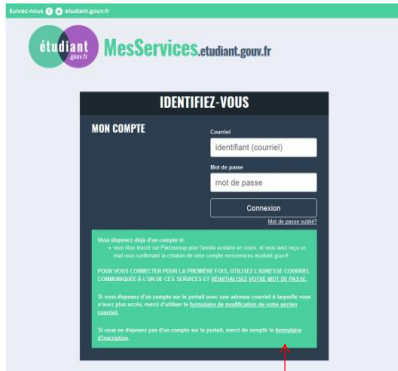 Suivez-nous etudiant.gouv.fr
étudiant
.gouv.fr
MesServices.etudiant.gouv.fr
IDENTIFIEZ-VOUS
MON COMPTE
Courriel
identifiant (courriel)
Mot de passe
mot de passe
Connexion
Mot de passe oublié?
Vous disposez déjà d'un compte si:
• vous êtes inscrit sur Parcoursup pour l'année scolaire en cours, et vous avez reçu un
mail vous confirmant la création de votre compte messervices.etudiant.gouv.fr
POUR VOUS CONNECTER POUR LA PREMIÈRE FOIS, UTILISEZ L'ADRESSE COURRIEL
COMMUNIQUÉE À L'UN DE CES SERVICES ET RÉINITIALISEZ VOTRE MOT DE PASSE.
Si vous disposez d'un compte sur le portail avec une adresse courriel à laquelle vous
n'avez plus accès, merci d'utiliser le formulaire de modification de votre ancien
courriel.
Si vous ne disposez pas d'un compte sur le portail, merci de remplir le formulaire
d'inscription.